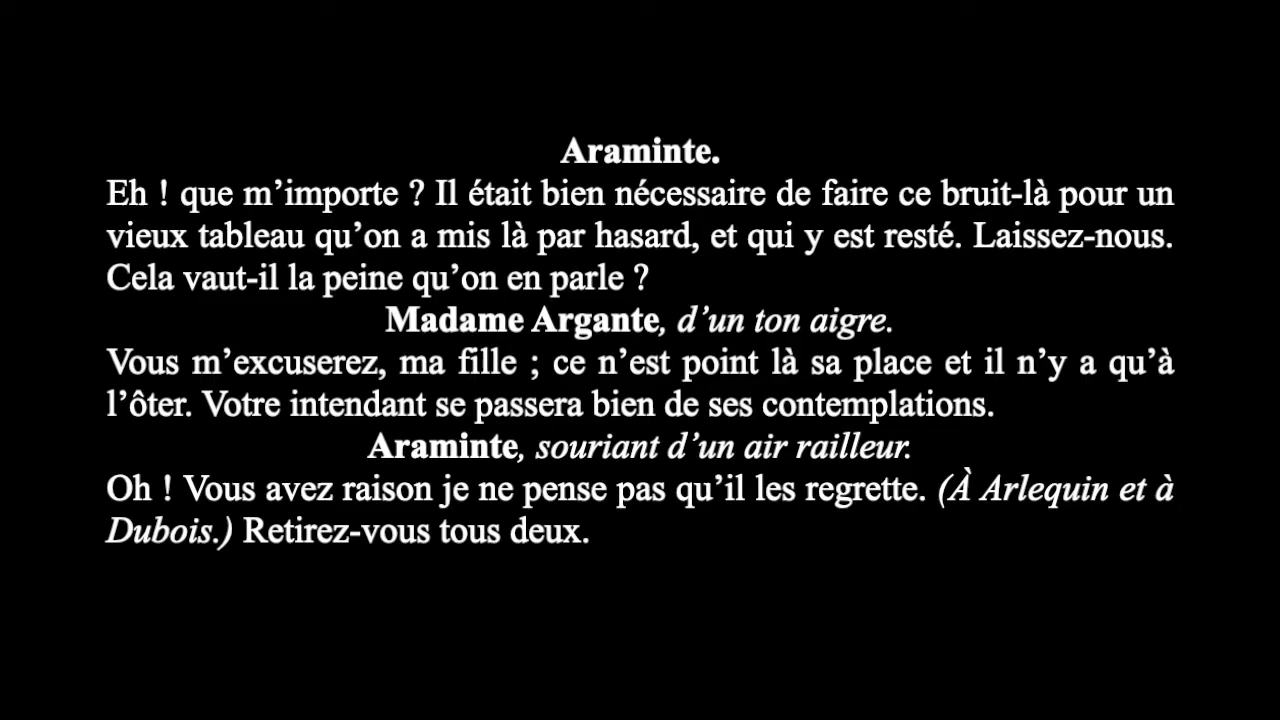 Araminte.
Eh ! que m’importe ? Il était bien nécessaire de faire ce bruit-là pour un
vieux tableau qu’on a mis là par hasard, et qui y est resté. Laissez-nous.
Cela vaut-il la peine qu’on en parle ?
Madame Argante, d’un ton aigre.
Vous m’excuserez, ma fille ; ce n’est point là sa place et il n’y a qu’à
l’ôter. Votre intendant se passera bien de ses contemplations.
Araminte, souriant d’un air railleur.
Oh ! Vous avez raison je ne pense pas qu’il les regrette. (À Arlequin et à
Dubois.) Retirez-vous tous deux.